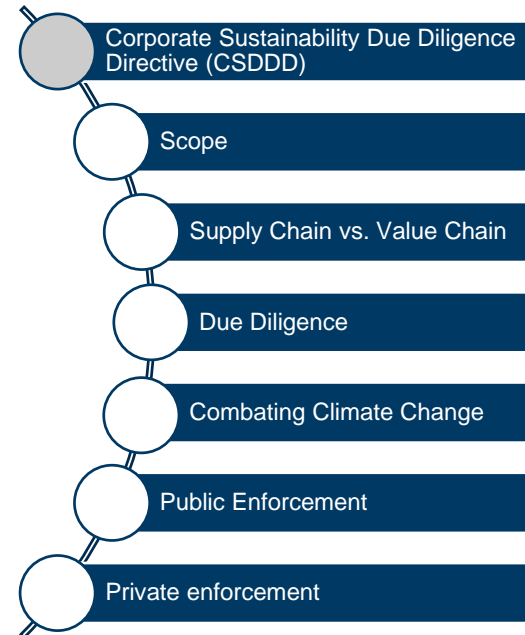 Corporate Sustainability Due Diligence
Directive (CSDDD)
Scope
Supply Chain vs. Value Chain
Due Diligence
Combating Climate Change
Public Enforcement
Private enforcement